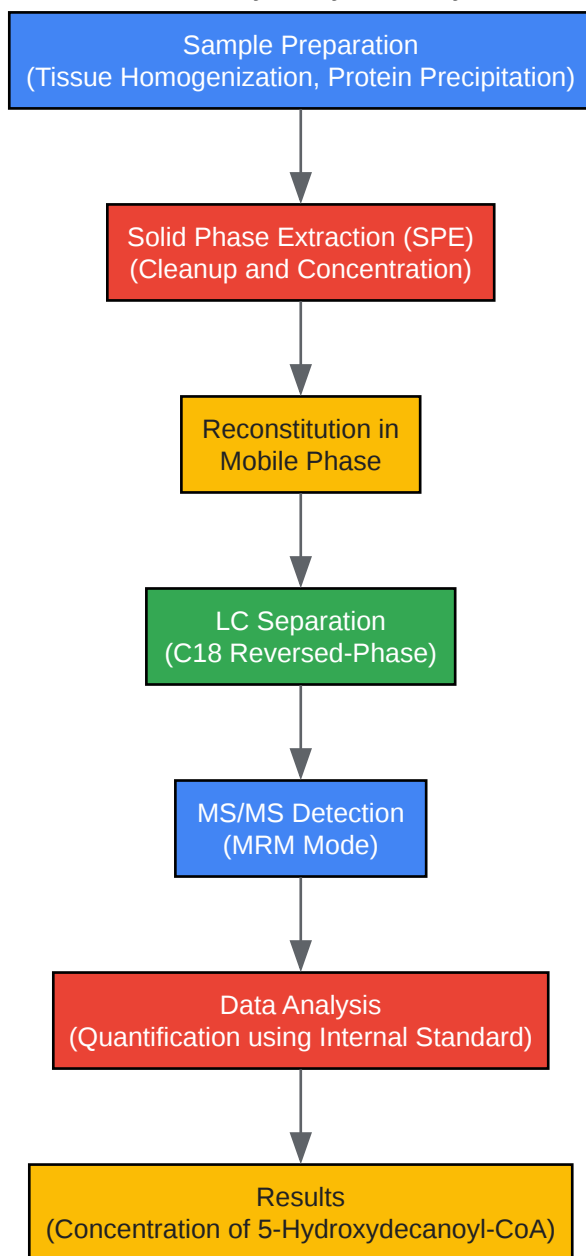 Sample Preparation
(Tissue Homogenization, Protein Precipitation)
Solid Phase Extraction (SPE)
(Cleanup and Concentration)
Reconstitution in
Mobile Phase
LC Separation
(C18 Reversed-Phase)
MS/MS Detection
(MRM Mode)
Data Analysis
(Quantification using Internal Standard)
Results
(Concentration of 5-Hydroxydecanoyl-CoA)